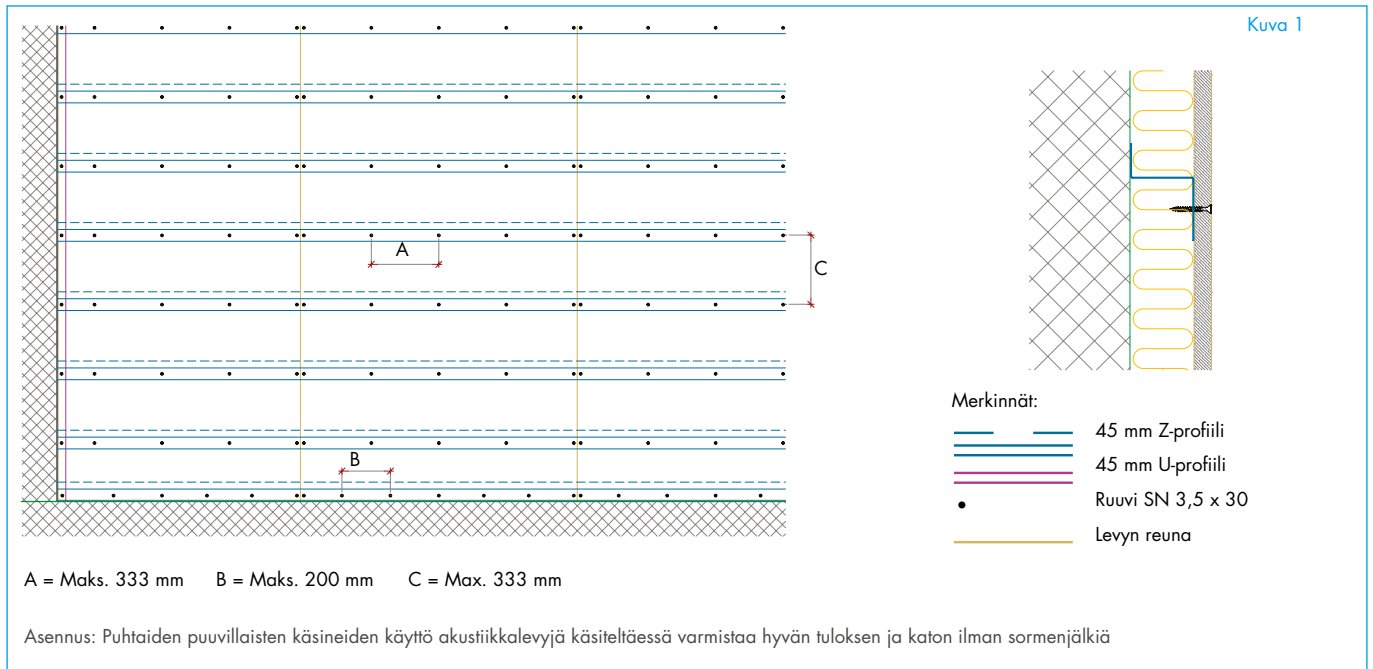 Kuva 1
A
C
B
Merkinnät:
45 mm Z-profiili
45 mm U-profiili
Ruuvi SN 3,5 x 30
Levyn reuna
A = Maks. 333 mm B = Maks. 200 mm C = Max. 333 mm
Asennus: Puhtaiden puuvillaisten käsineiden käyttö akustiikkalevyjä käsiteltäessä varmistaa hyvän tuloksen ja katon ilman sormenjälkiä